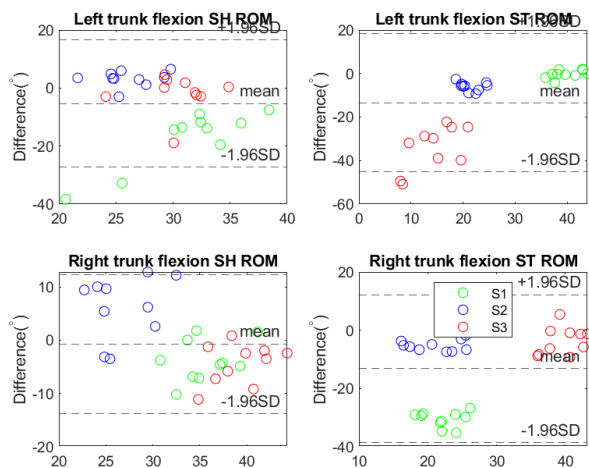 Left trunk flexion SH ROM
Difference(°)
20
0
-20
-40
+1.96SD
mean
-1.96SD
20 25 30 35 40
Left trunk flexion ST ROM
Difference(°)
20
0
-20
-40
-60
+1.96SD
mean
-1.96SD
0 10 20 30 40
Right trunk flexion SH ROM
Difference(°)
10
0
-10
-20
mean
-1.96SD
20 25 30 35 40
Right trunk flexion ST ROM
Difference(°)
20
0
-20
-40
S1
S2
S3
+1.96SD
mean
-1.96SD
0 10 20 30 40